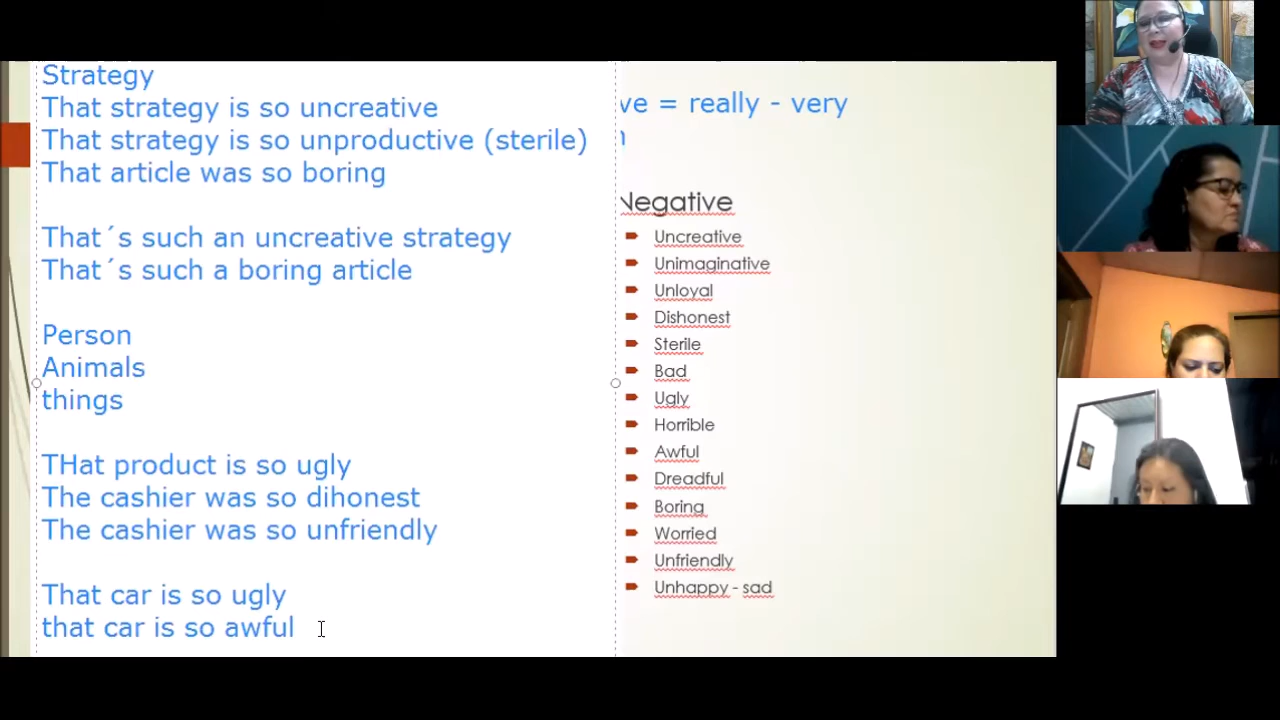 Strategy
That strategy is so uncreative
That strategy is so unproductive (sterile)
That article was so boring
That´s such an uncreative strategy
That´s such a boring article
Person
Animals
things
THat product is so ugly
The cashier was so dihonest
The cashier was so unfriendly
That car is so ugly
that car is so awful
= really - very
Negative
Uncreative
Unimaginative
Unloyal
Dishonest
Sterile
Bad
Ugly
Horrible
Awful
Dreadful
Boring
Worried
Unfriendly
Unhappy - sad